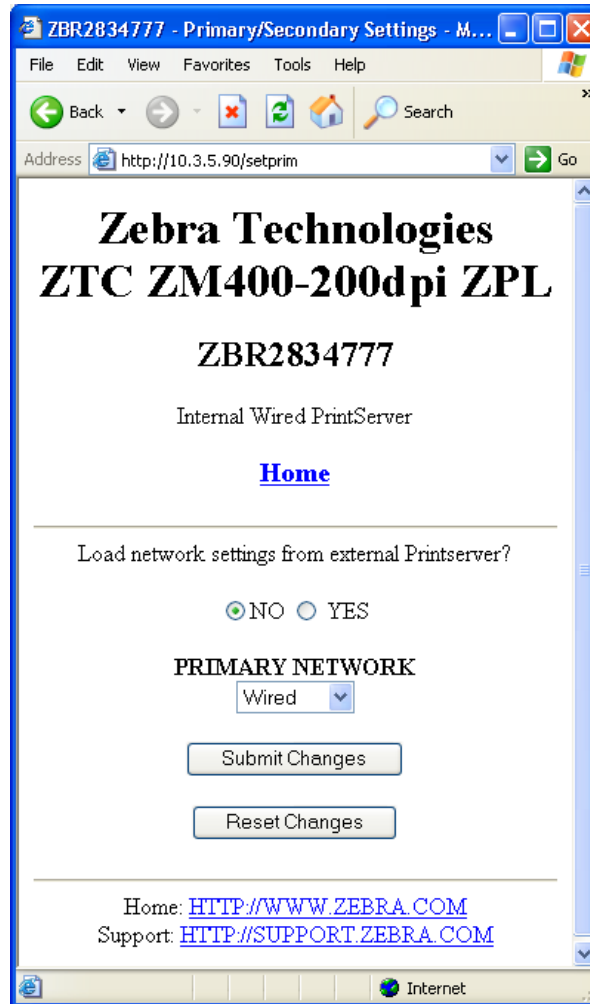 ZBR2834777 - Primary/Secondary Settings - M...
File Edit View Favorites Tools Help
Back Search »
Address http://10.3.5.90/setprim Go
Zebra Technologies
ZTC ZM400-200dpi ZPL
ZBR2834777
Internal Wired PrintServer
Home
Load network settings from external Printserver?
NO YES
PRIMARY NETWORK
Wired
Submit Changes
Reset Changes
Home: HTTP://WWW.ZEBRA.COM
Support: HTTP://SUPPORT.ZEBRA.COM
Internet